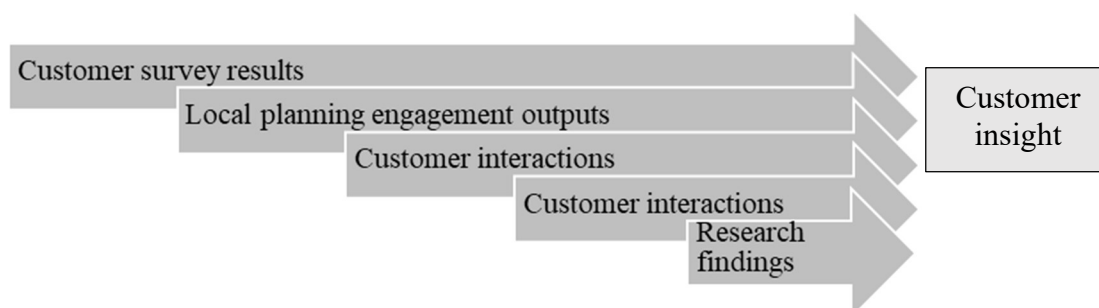 Customer survey results
Local planning engagement outputs
Customer interactions
Customer interactions
Research
findings
Customer
insight